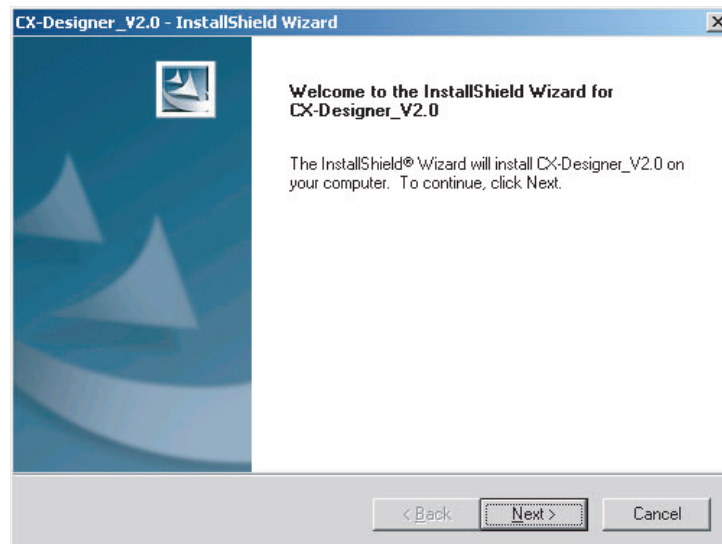 CX-Designer_V2.0 - InstallShield Wizard
Welcome to the InstallShield Wizard for
CX-Designer_V2.0
The InstallShield® Wizard will install CX-Designer_V2.0 on
your computer. To continue, click Next.
< Back
Next >
Cancel